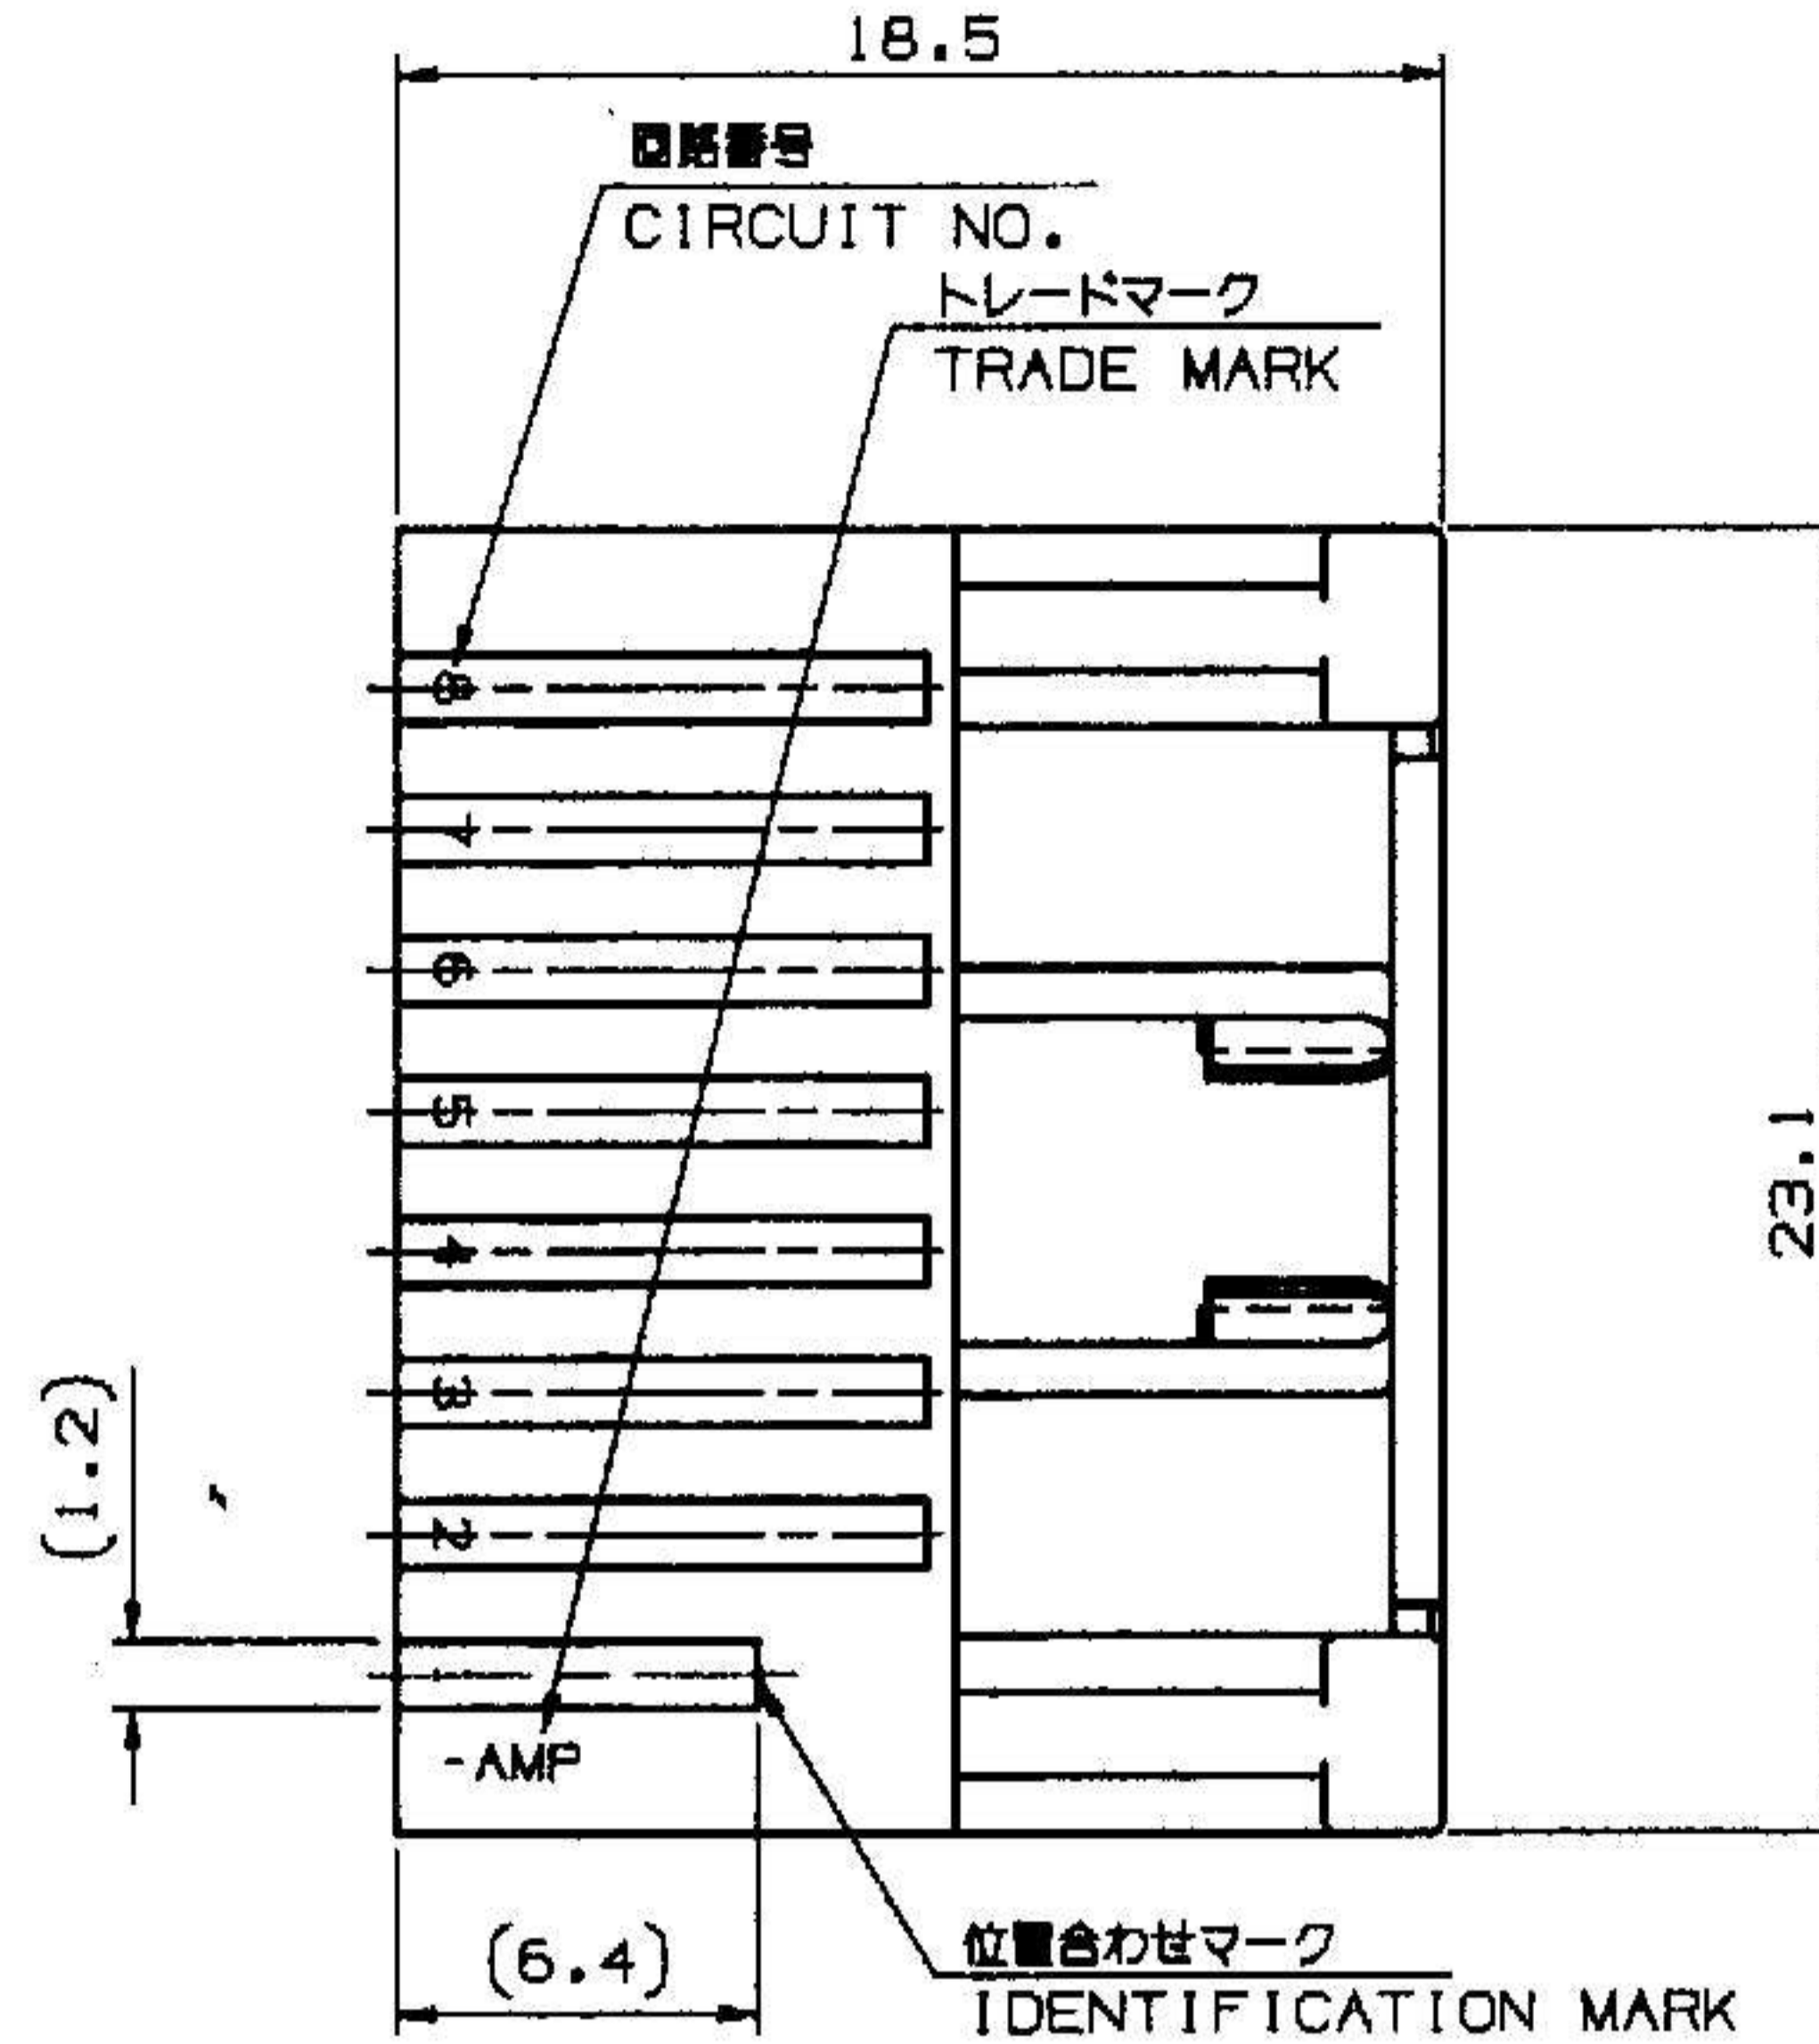 18.5
回路番号
CIRCUIT NO.
トレードマーク
TRADE MARK
8
7
6
5
4
3
2
1
-AMP
(1.2)
23.1
(6.4)
位置合わせマーク
IDENTIFICATION MARK